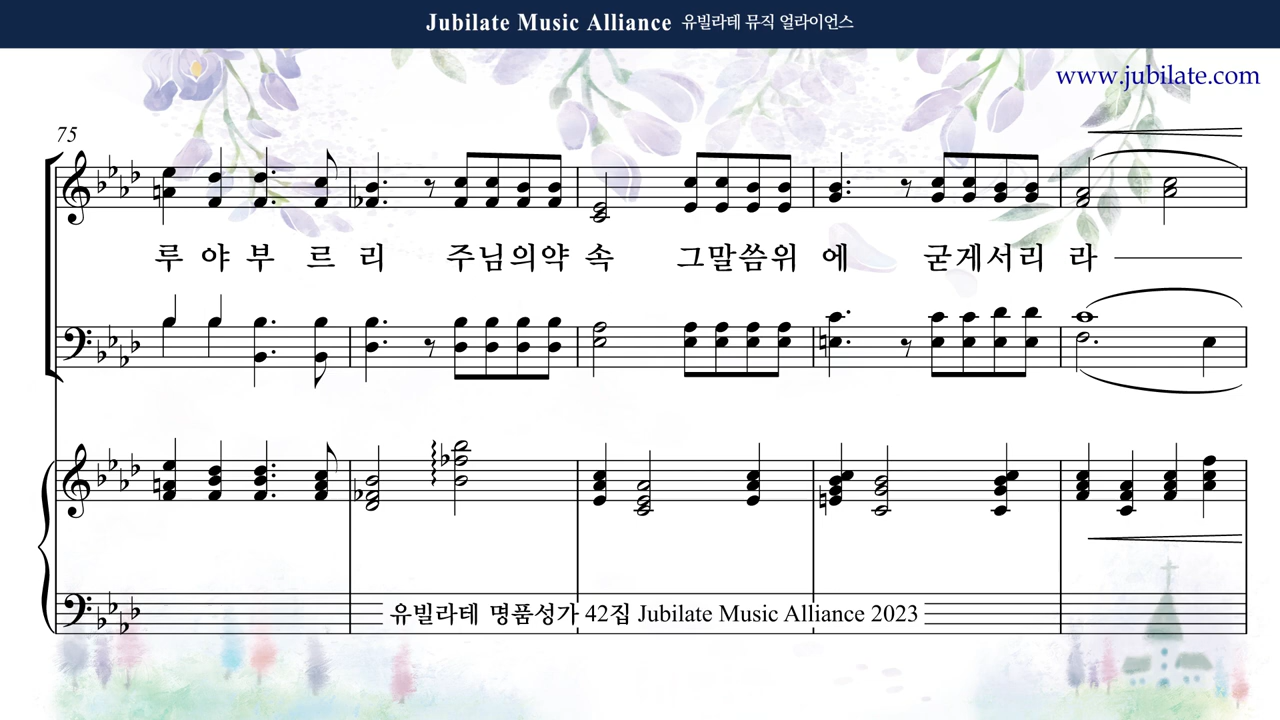 Jubilate Music Alliance 유빌라테 뮤직 얼라이언스
www.jubilate.com
75
루 야 부 르 리 주님의약 속 그말씀위 에 굳게서리 라
유빌라테 명품성가 42집 Jubilate Music Alliance 2023